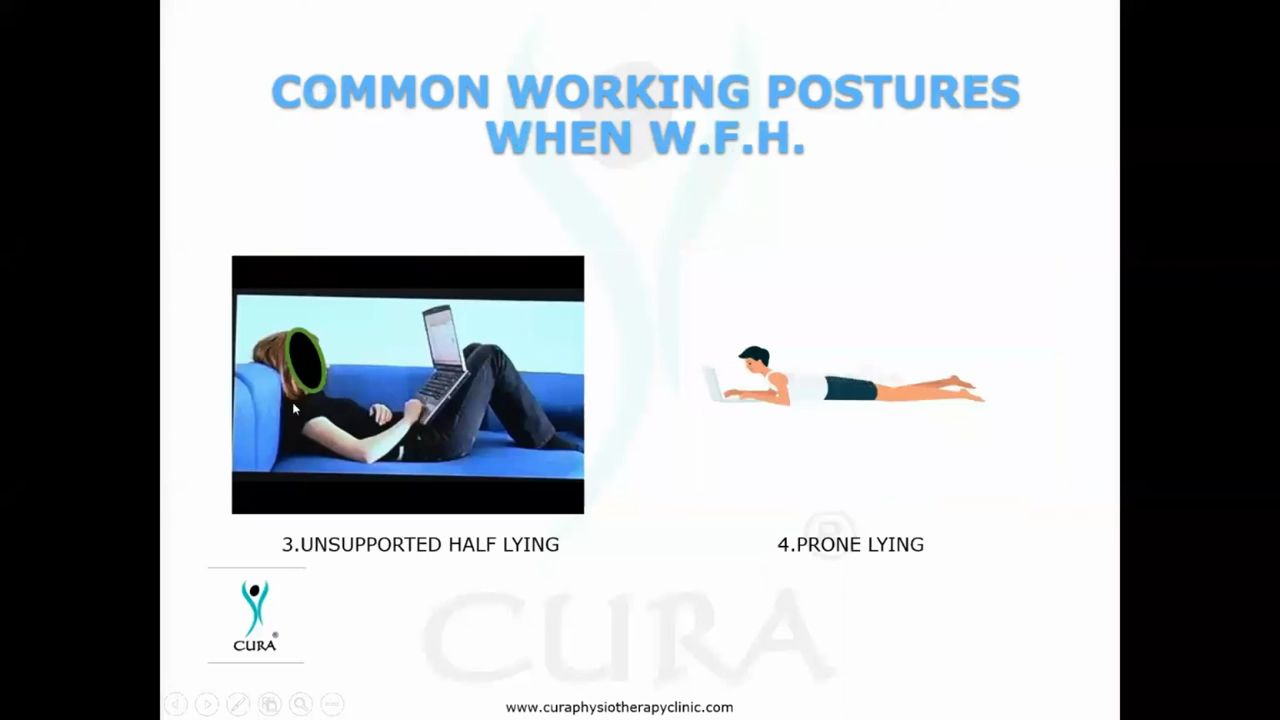 COMMON WORKING POSTURES
WHEN W.F.H.
3.UNSUPPORTED HALF LYING
4.PRONE LYING
®
CURA
CURA®
www.curaphysiotherapyclinic.com